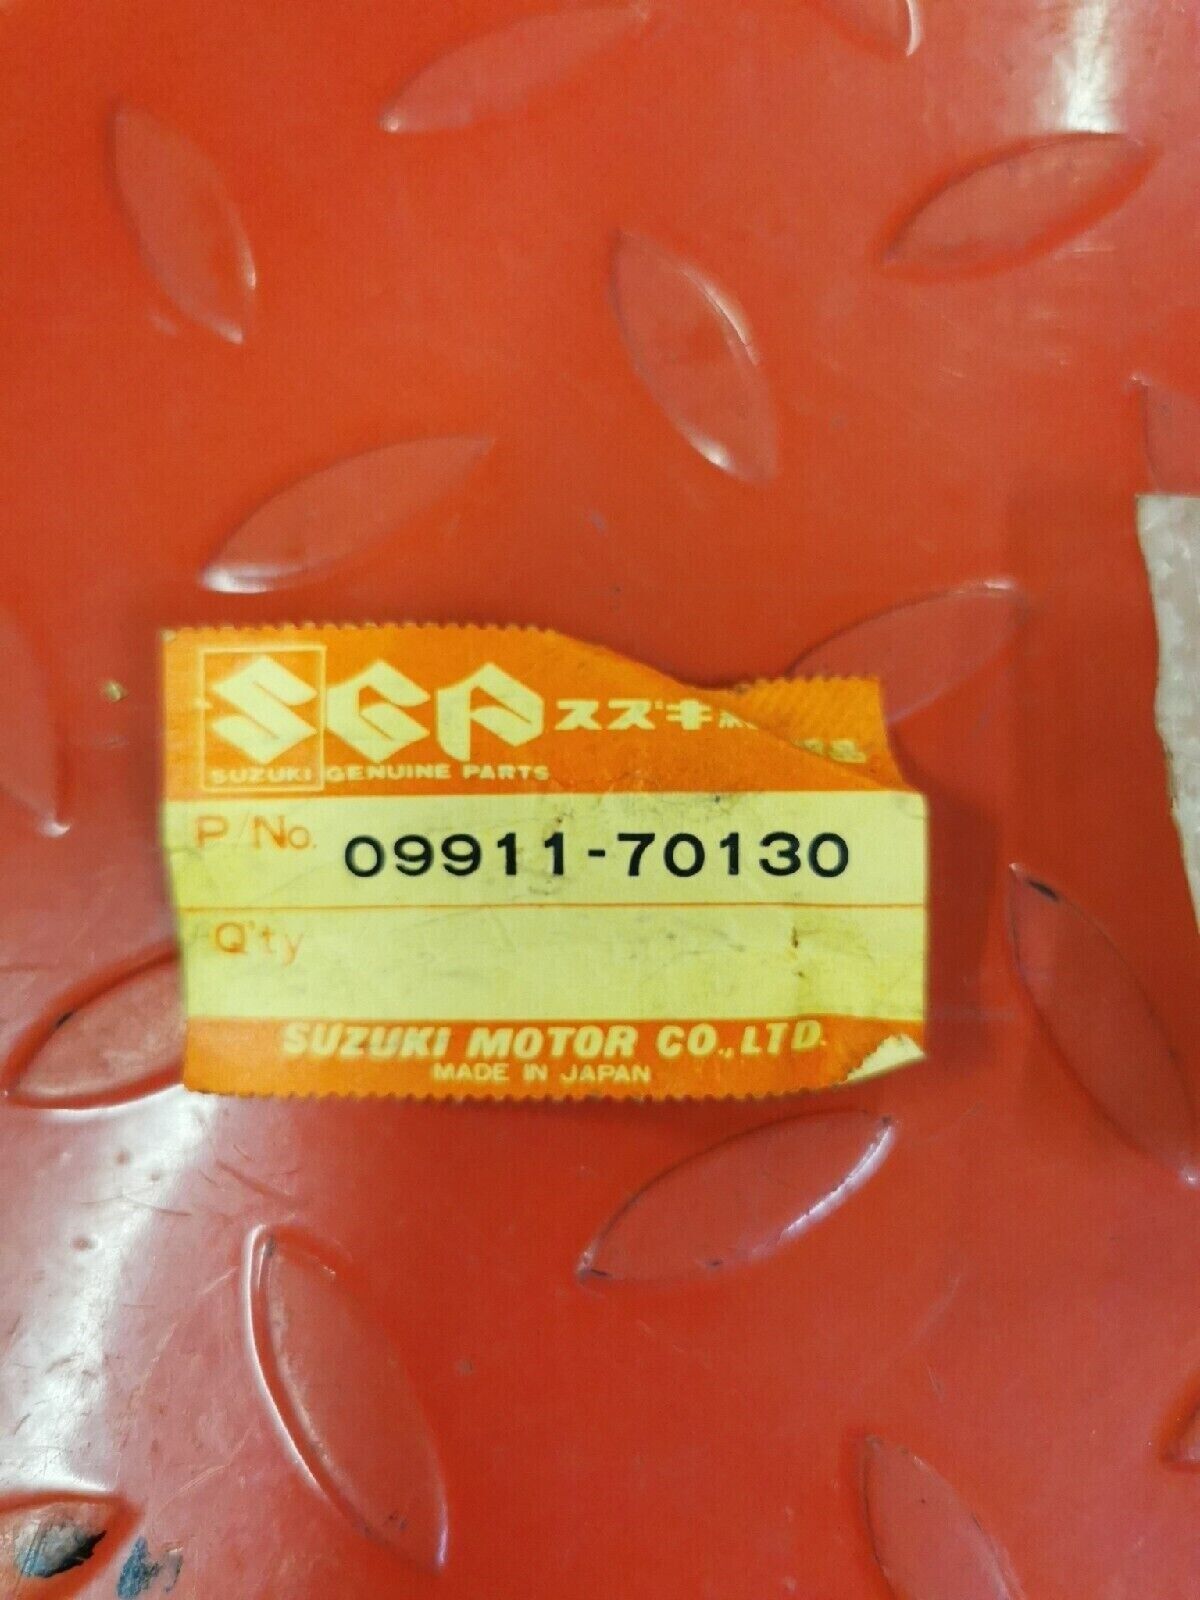 SGP スズキ
SUZUKI GENUINE PARTS
P/No. 09911-70130
Q'ty
SUZUKI MOTOR CO., LTD.
MADE IN JAPAN